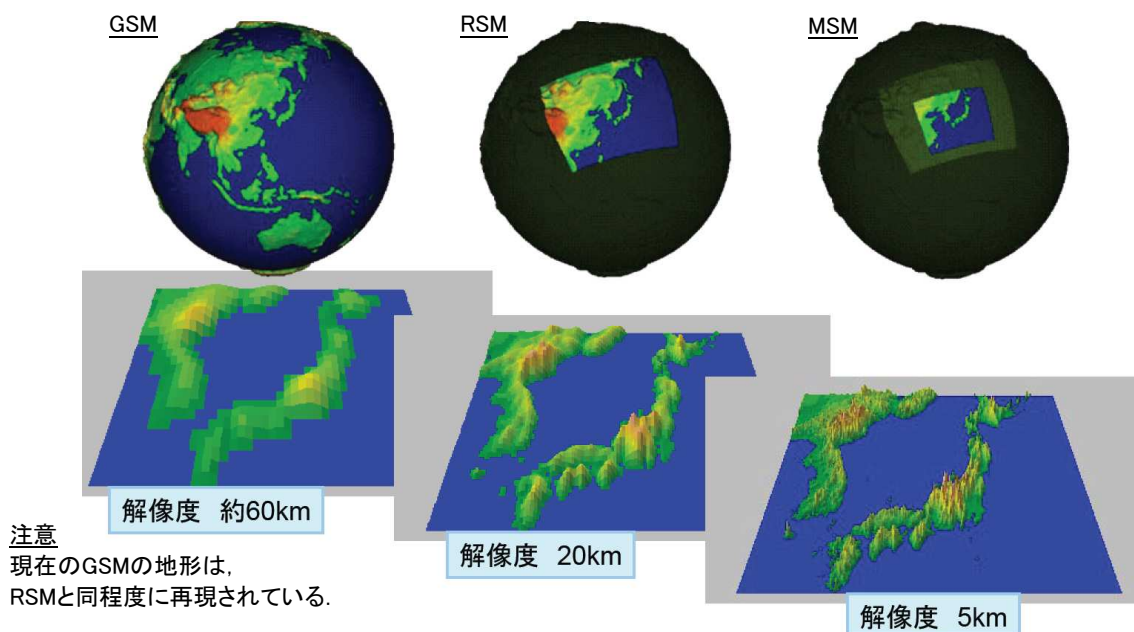 GSM
RSM
MSM
解像度 約60km
解像度 20km
解像度 5km
注意
現在のGSMの地形は,
RSMと同程度に再現されている.